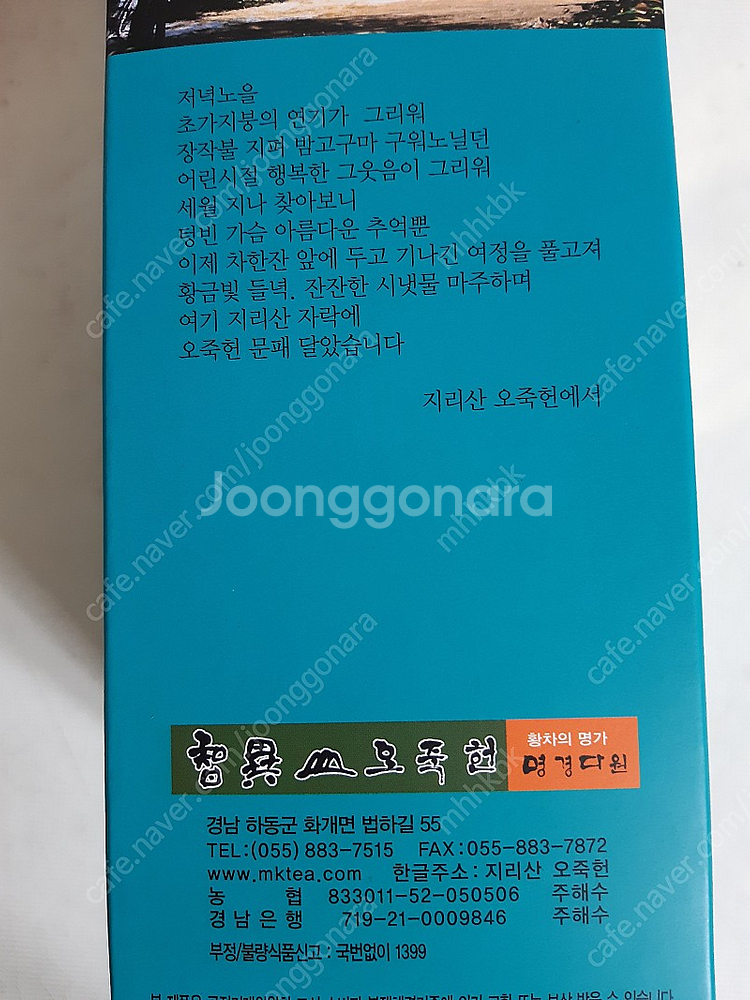 저녁노을
초가지붕의 연기가 그리워
장작불 지펴 밤고구마 구워노닐던
어린시절 행복한 그웃음이 그리워
세월 지나 찾아보니
텅빈 가슴 아름다운 추억뿐
이제 차한잔 앞에 두고 기나긴 여정을 풀고져
황금빛 들녘. 잔잔한 시냇물 마주하며
여기 지리산 자락에
오죽헌 문패 달았습니다
지리산 오죽헌에서
Joonggonara
智異山 오죽헌
황차의 명가
명경다원
경남 하동군 화개면 법하길 55
TEL:(055) 883-7515 FAX:055-883-7872
www.mktea.com 한글주소:지리산 오죽헌
농 협 833011-52-050506 주해수
경남은행 719-21-0009846 주해수
부정/불량식품신고 : 국번없이 1399
cafe.naver.com/joonggonara
mhhkbk